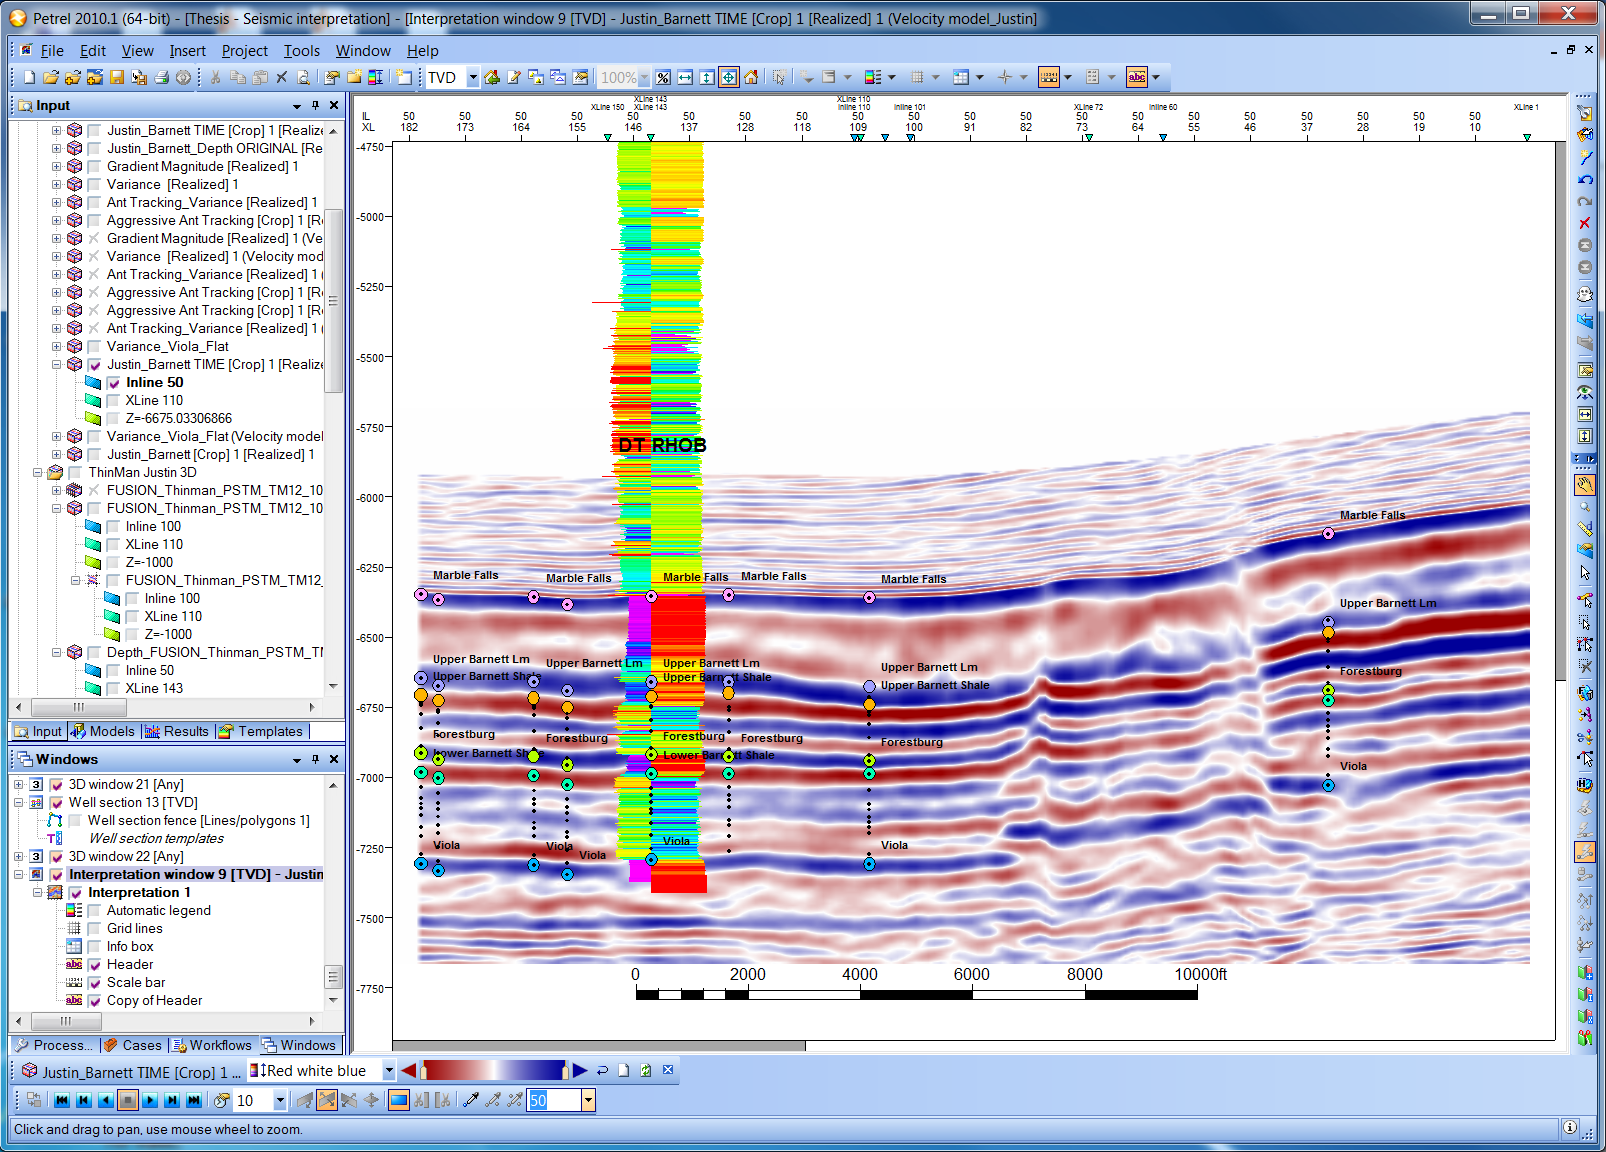 Petrel 2010.1 (64-bit) - [Thesis - Seismic interpretation] - [Interpretation window 9 [TVD] - Justin_Barnett TIME [Crop] 1 [Realized] 1 (Velocity model_Justin)
File Edit View Insert Project Tools Window Help
TVD 100% abc
Input
Justin_Barnett TIME [Crop] 1 [Realize
Justin_Barnett_Depth ORIGINAL [Re
Gradient Magnitude [Realized] 1
Variance [Realized] 1
Ant Tracking_Variance [Realized] 1
Aggressive Ant Tracking [Crop] 1 [R
Gradient Magnitude [Realized] 1 (Ve
Variance [Realized] 1 (Velocity mod
Ant Tracking_Variance [Realized] 1 (
Aggressive Ant Tracking [Crop] 1 [R
Aggressive Ant Tracking [Crop] 1 [R
Ant Tracking_Variance [Realized] 1 (
Variance_Viola_Flat
Justin_Barnett TIME [Crop] 1 [Realize
Inline 50
XLine 110
Z=-6675.03306866
Variance_Viola_Flat (Velocity model
Justin_Barnett [Crop] 1 [Realized] 1
ThinMan Justin 3D
FUSION_Thinman_PSTM_TM12_10
FUSION_Thinman_PSTM_TM12_10
Inline 100
XLine 110
Z=-1000
FUSION_Thinman_PSTM_TM12_
Inline 100
XLine 110
Z=-1000
Depth_FUSION_Thinman_PSTM_TM
Inline 50
XLine 143
Input Models Results Templates
Windows
3D window 21 [Any]
Well section 13 [TVD]
Well section fence [Lines/polygons 1]
Well section templates
3D window 22 [Any]
Interpretation window 9 [TVD] - Justin
Interpretation 1
Automatic legend
Grid lines
Info box
Header
Scale bar
Copy of Header
Process... Cases Workflows Windows
XLine 143 XLine 110
XLine 150 XLine 143 Inline 110 Inline 101 XLine 72 Inline 60 XLine 1
IL 50 50 50 50 50 50 50 50 50 50 50 50 50 50 50 50 50 50 50 50
XL 182 173 164 155 146 137 128 118 109 100 91 82 73 64 55 46 37 28 19 10
-4750
-5000
-5250
-5500
-5750
-6000
-6250
-6500
-6750
-7000
-7250
-7500
-7750
DT RHOB
Marble Falls
Marble Falls Marble Falls Marble Falls Marble Falls Marble Falls
Upper Barnett Lm
Upper Barnett Lm Upper Barnett Lm Upper Barnett Lm Upper Barnett Lm
Forestburg
Upper Barnett Shale Upper Barnett Shale Upper Barnett Shale
Forestburg Forestburg Forestburg Forestburg Forestburg
Lower Barnett Sha Lower Barnett Shale
Viola
Viola Viola Viola Viola Viola
0 2000 4000 6000 8000 10000ft
Justin_Barnett TIME [Crop] 1 ... Red white blue
10 50
Click and drag to pan, use mouse wheel to zoom.